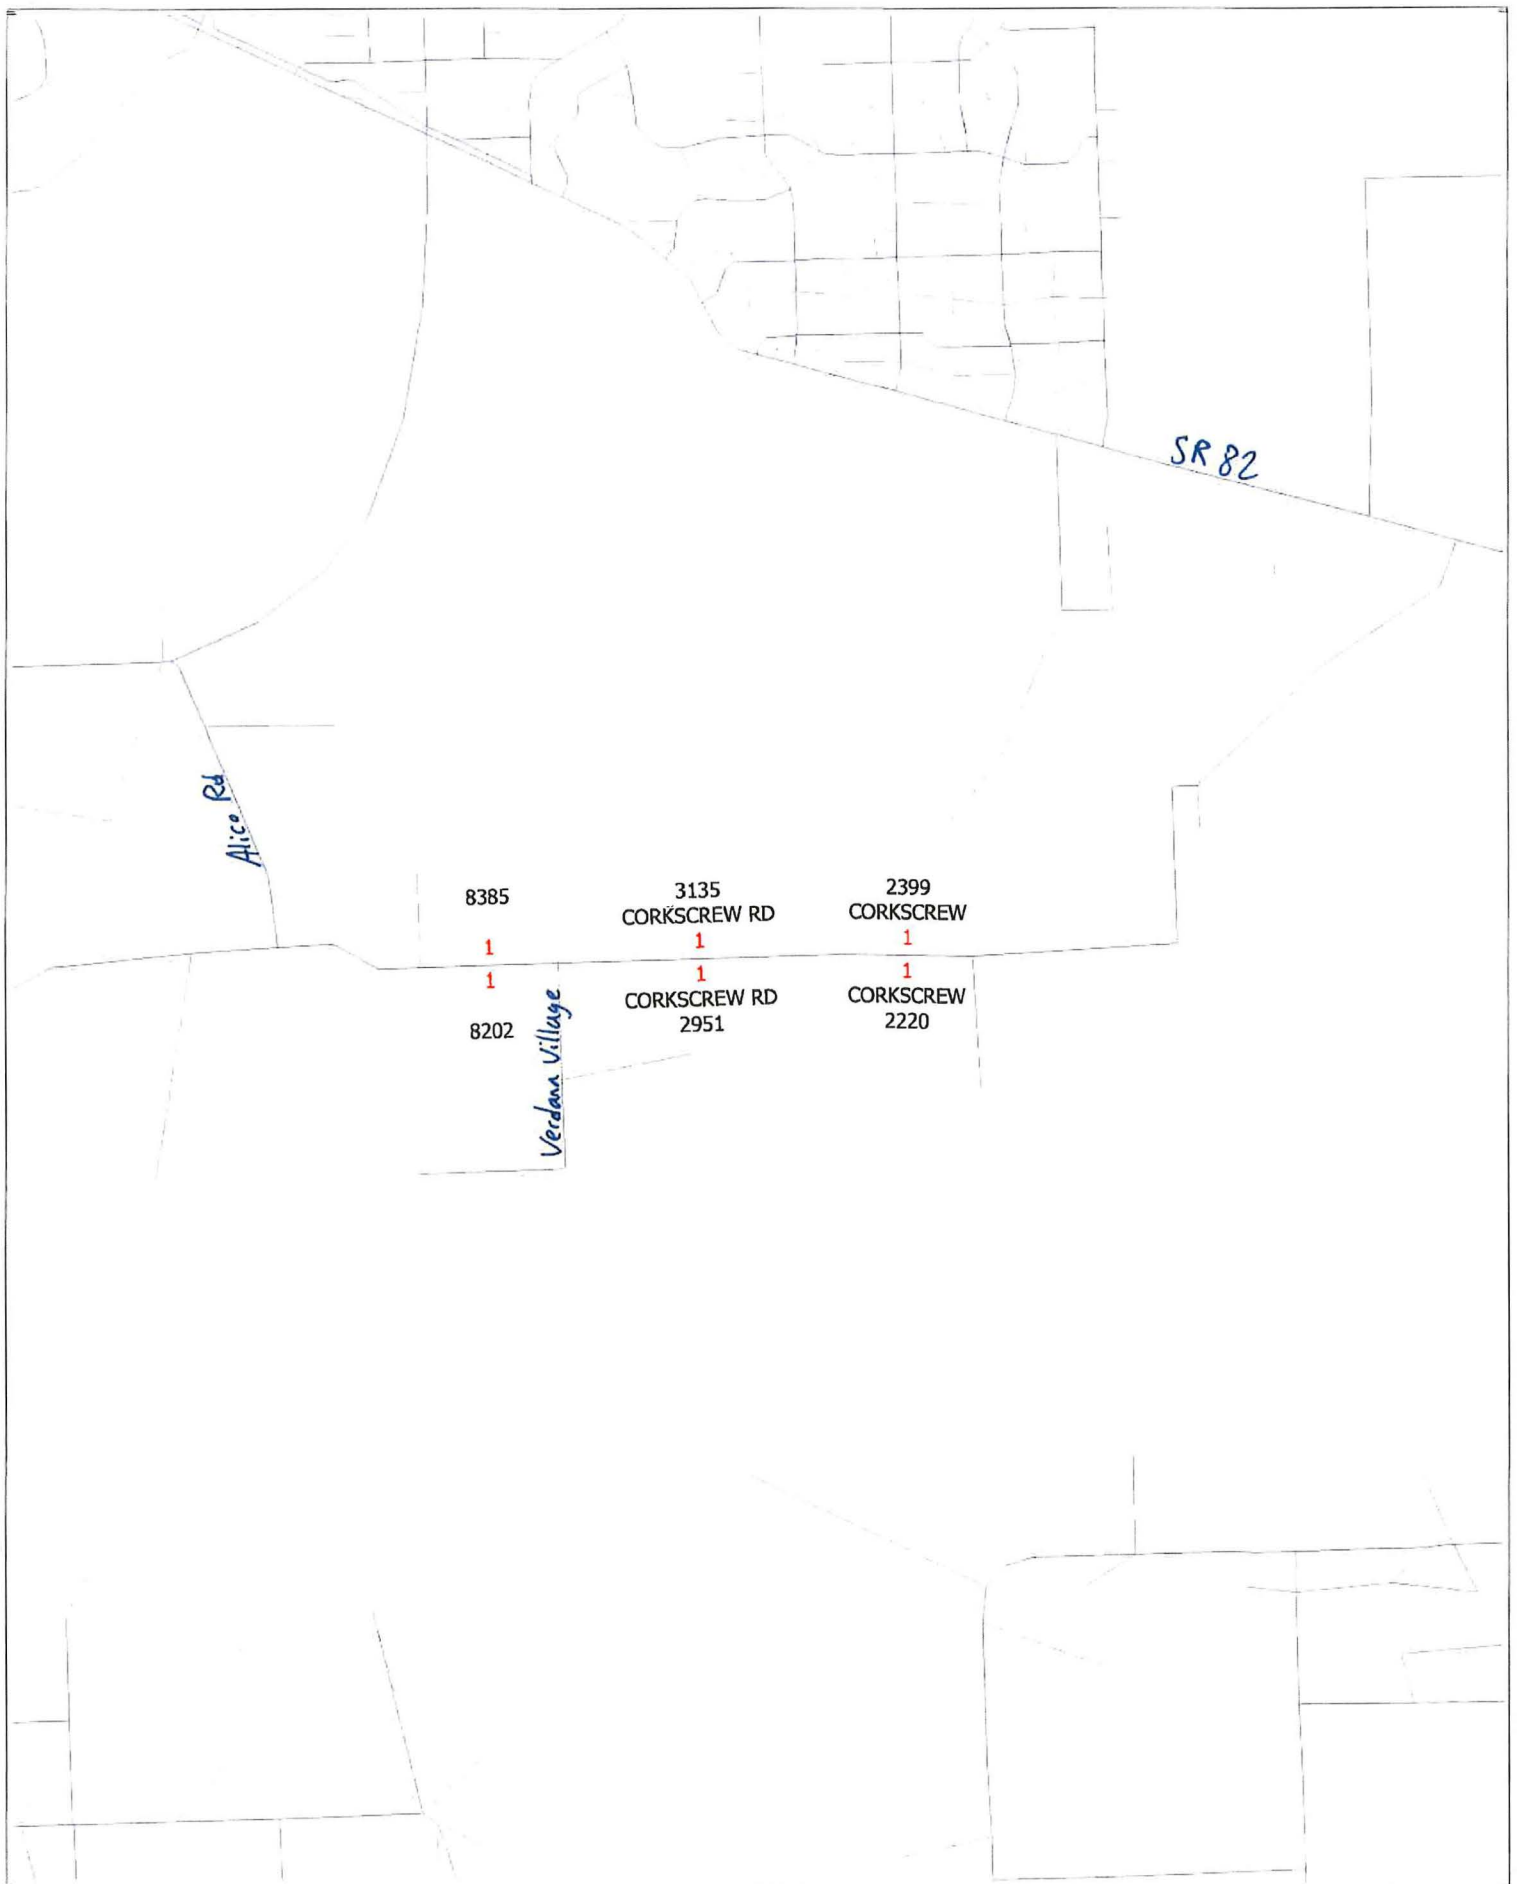 SR 82
Alico Rd
8385
3135
CORKSCREW RD
2399
CORKSCREW
1
1
1
1
1
1
CORKSCREW RD
2951
CORKSCREW
2220
8202
Verdana Village